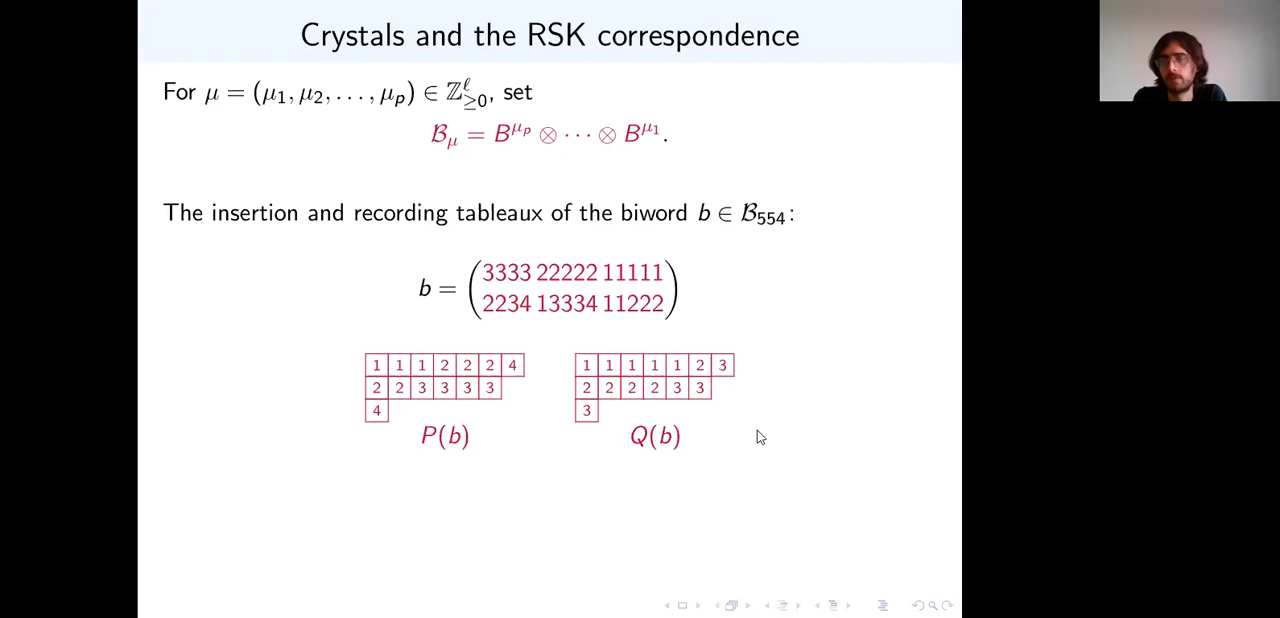 Crystals and the RSK correspondence
For μ = (μ₁, μ₂, …, μₚ) ∈ ℤ^ℓ_≥0, set
ℬ_μ = B^μₚ ⊗ ⋯ ⊗ B^μ₁.
The insertion and recording tableaux of the biword b ∈ ℬ₅₅₄:
3333 22222 11111
b =
2234 13334 11222
1 1 1 2 2 2 4
2 2 3 3 3 3
4
P(b)
1 1 1 1 1 2 3
2 2 2 2 3 3
3
Q(b)